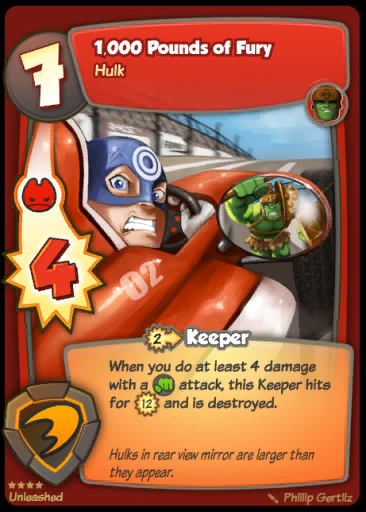 7
1,000 Pounds of Fury
Hulk
4
02
2 Keeper
When you do at least 4 damage
with a attack, this Keeper hits
for 12 and is destroyed.
Hulks in rear view mirror are larger than
they appear.
Unleashed
Phillip Gertliz